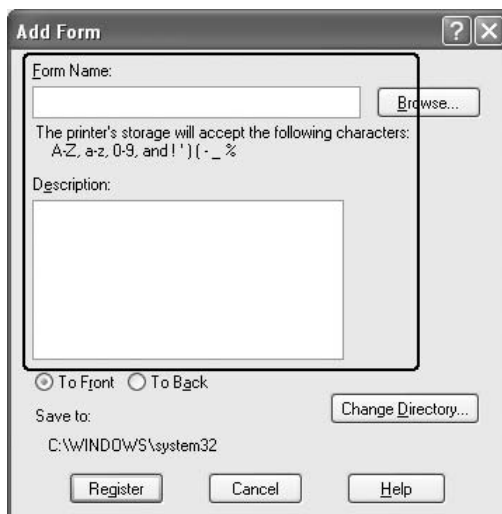 Add Form
Form Name:
Browse...
The printer's storage will accept the following characters:
A-Z, a-z, 0-9, and ! ' ) ( - _ %
Description:
To Front To Back
Change Directory...
Save to:
C:\WINDOWS\system32
Register Cancel Help